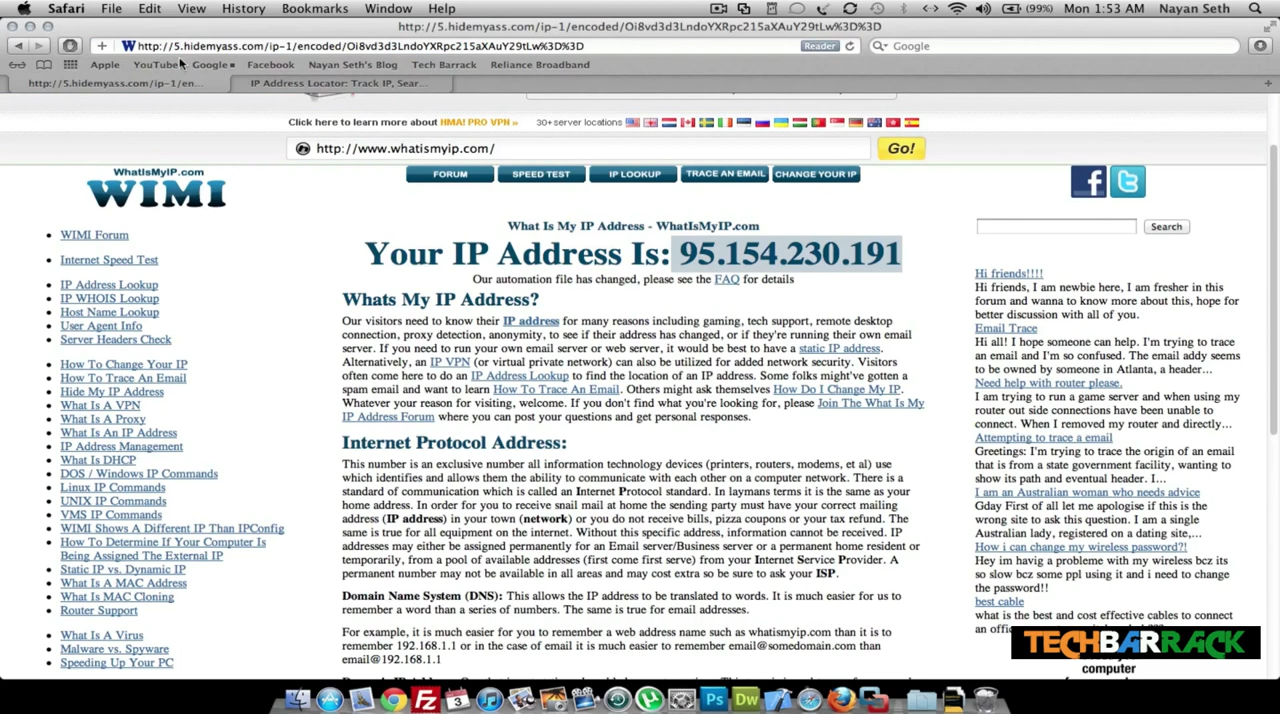 Safari File Edit View History Bookmarks Window Help (99%) Mon 1:53 AM Nayan Seth
http://5.hidemyass.com/ip-1/encoded/Oi8vd3d3LndoYXRpc215aXAuY29tLw%3D%3D
http://5.hidemyass.com/ip-1/encoded/Oi8vd3d3LndoYXRpc215aXAuY29tLw%3D%3D Reader Google
Apple YouTube Google Facebook Nayan Seth's Blog Tech Barrack Reliance Broadband
http://5.hidemyass.com/ip-1/en... IP Address Locator: Track IP, Sear...
Click here to learn more about HMA! PRO VPN » 30+ server locations
http://www.whatismyip.com/ Go!
WhatIsMyIP.com
WIMI
FORUM SPEED TEST IP LOOKUP TRACE AN EMAIL CHANGE YOUR IP
WIMI Forum
Internet Speed Test
IP Address Lookup
IP WHOIS Lookup
Host Name Lookup
User Agent Info
Server Headers Check
How To Change Your IP
How To Trace An Email
Hide My IP Address
What Is A VPN
What Is A Proxy
What Is An IP Address
IP Address Management
What Is DHCP
DOS / Windows IP Commands
Linux IP Commands
UNIX IP Commands
VMS IP Commands
WIMI Shows A Different IP Than IPConfig
How To Determine If Your Computer Is
Being Assigned The External IP
Static IP vs. Dynamic IP
What Is A MAC Address
What Is MAC Cloning
Router Support
What Is A Virus
Malware vs. Spyware
Speeding Up Your PC
What Is My IP Address - WhatIsMyIP.com
Your IP Address Is: 95.154.230.191
Our automation file has changed, please see the FAQ for details
Whats My IP Address?
Our visitors need to know their IP address for many reasons including gaming, tech support, remote desktop
connection, proxy detection, anonymity, to see if their address has changed, or if they're running their own email
server. If you need to run your own email server or web server, it would be best to have a static IP address.
Alternatively, an IP VPN (or virtual private network) can also be utilized for added network security. Visitors
often come here to do an IP Address Lookup to find the location of an IP address. Some folks might've gotten a
spam email and want to learn How To Trace An Email. Others might ask themselves How Do I Change My IP.
Whatever your reason for visiting, welcome. If you don't find what you're looking for, please Join The What Is My
IP Address Forum where you can post your questions and get personal responses.
Internet Protocol Address:
This number is an exclusive number all information technology devices (printers, routers, modems, et al) use
which identifies and allows them the ability to communicate with each other on a computer network. There is a
standard of communication which is called an Internet Protocol standard. In laymans terms it is the same as your
home address. In order for you to receive snail mail at home the sending party must have your correct mailing
address (IP address) in your town (network) or you do not receive bills, pizza coupons or your tax refund. The
same is true for all equipment on the internet. Without this specific address, information cannot be received. IP
addresses may either be assigned permanently for an Email server/Business server or a permanent home resident or
temporarily, from a pool of available addresses (first come first serve) from your Internet Service Provider. A
permanent number may not be available in all areas and may cost extra so be sure to ask your ISP.
Domain Name System (DNS): This allows the IP address to be translated to words. It is much easier for us to
remember a word than a series of numbers. The same is true for email addresses.
For example, it is much easier for you to remember a web address name such as whatismyip.com than it is to
remember 192.168.1.1 or in the case of email it is much easier to remember email@somedomain.com than
email@192.168.1.1
Search
Hi friends!!!!
Hi friends, I am newbie here, I am fresher in this
forum and wanna to know more about this, hope for
better discussion with all of you.
Email Trace
Hi all! I hope someone can help. I'm trying to trace
an email and I'm so confused. The email addy seems
to be owned by someone in Atlanta, a header...
Need help with router please.
I am trying to run a game server and when using my
router out side connections have been unable to
connect. When I removed my router and directly...
Attempting to trace a email
Greetings: I'm trying to trace the origin of an email
that is from a state government facility, wanting to
show its path and eventual header. I...
I am an Australian woman who needs advice
Gday First of all let me apologise if this is the
wrong site to ask this question. I am a single
Australian lady, registered on a dating site,...
How i can change my wireless password?!
Hey im havig a problem with my wireless bcz its
so slow bcz some ppl using it and i need to change
the password!!
best cable
what is the best and cost effective cables to connect
an
TECHBARRACK
computer